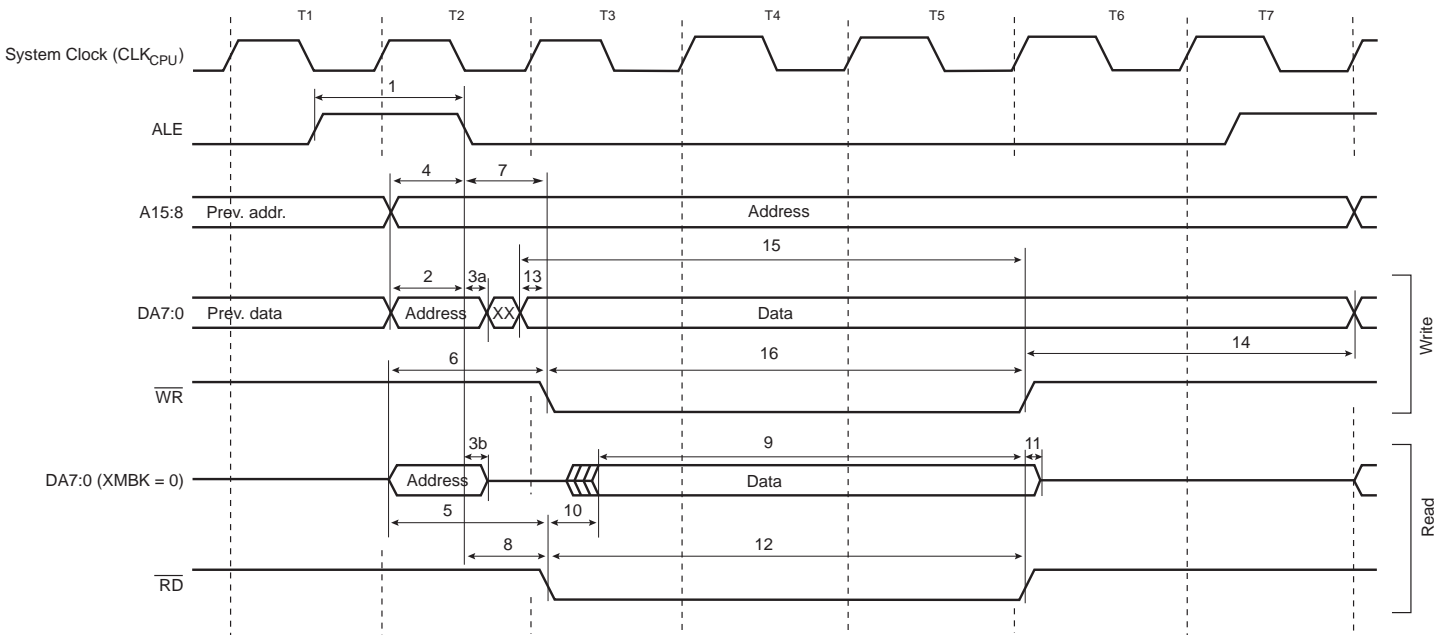 T1 T2 T3 T4 T5 T6 T7
System Clock (CLKCPU)
1
ALE
4 7
A15:8 Prev. addr. Address
15
2 3a 13
DA7:0 Prev. data Address XX Data
Write
6 16 14
WR
3b 9 11
DA7:0 (XMBK = 0) Address Data
Read
5 10
8 12
RD